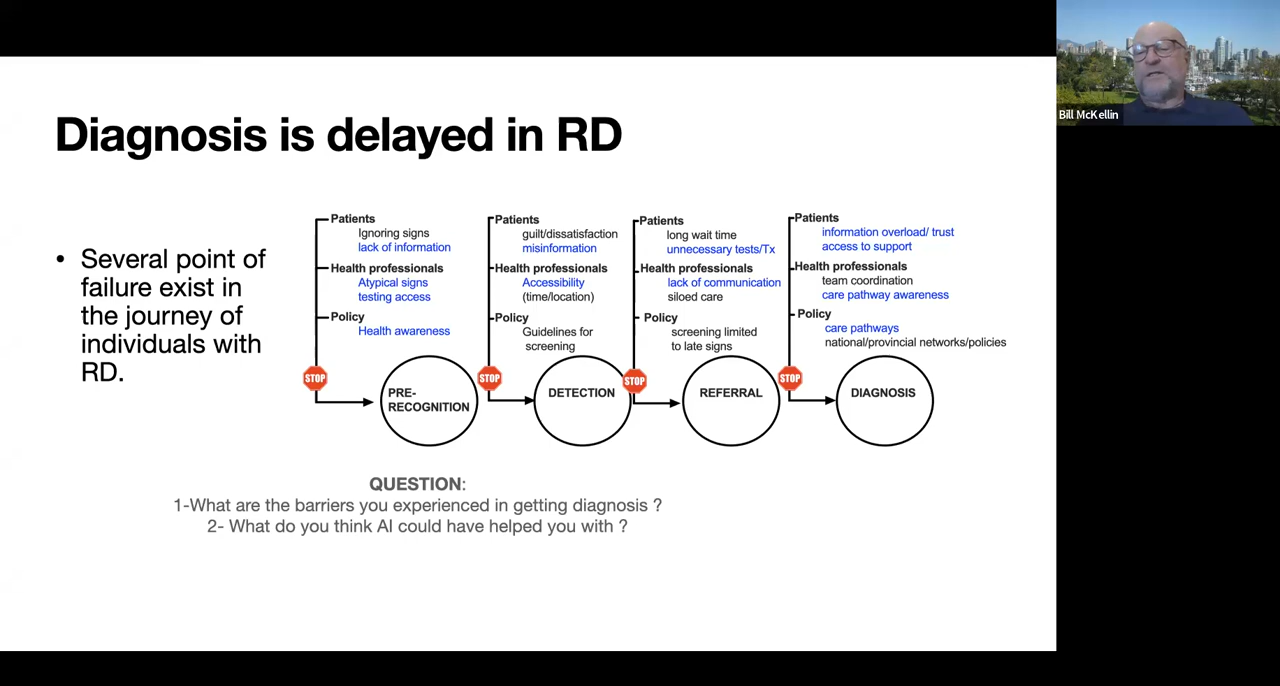 Diagnosis is delayed in RD
• Several point of
failure exist in
the journey of
individuals with
RD.
Patients
Ignoring signs
lack of information
Health professionals
Atypical signs
testing access
Policy
Health awareness
STOP
PRE-
RECOGNITION
Patients
guilt/dissatisfaction
misinformation
Health professionals
Accessibility
(time/location)
Policy
Guidelines for
screening
STOP
DETECTION
Patients
long wait time
unnecessary tests/Tx
Health professionals
lack of communication
siloed care
Policy
screening limited
to late signs
STOP
REFERRAL
Patients
information overload/ trust
access to support
Health professionals
team coordination
care pathway awareness
Policy
care pathways
national/provincial networks/policies
STOP
DIAGNOSIS
QUESTION:
1-What are the barriers you experienced in getting diagnosis ?
2- What do you think AI could have helped you with ?
Bill McKellin